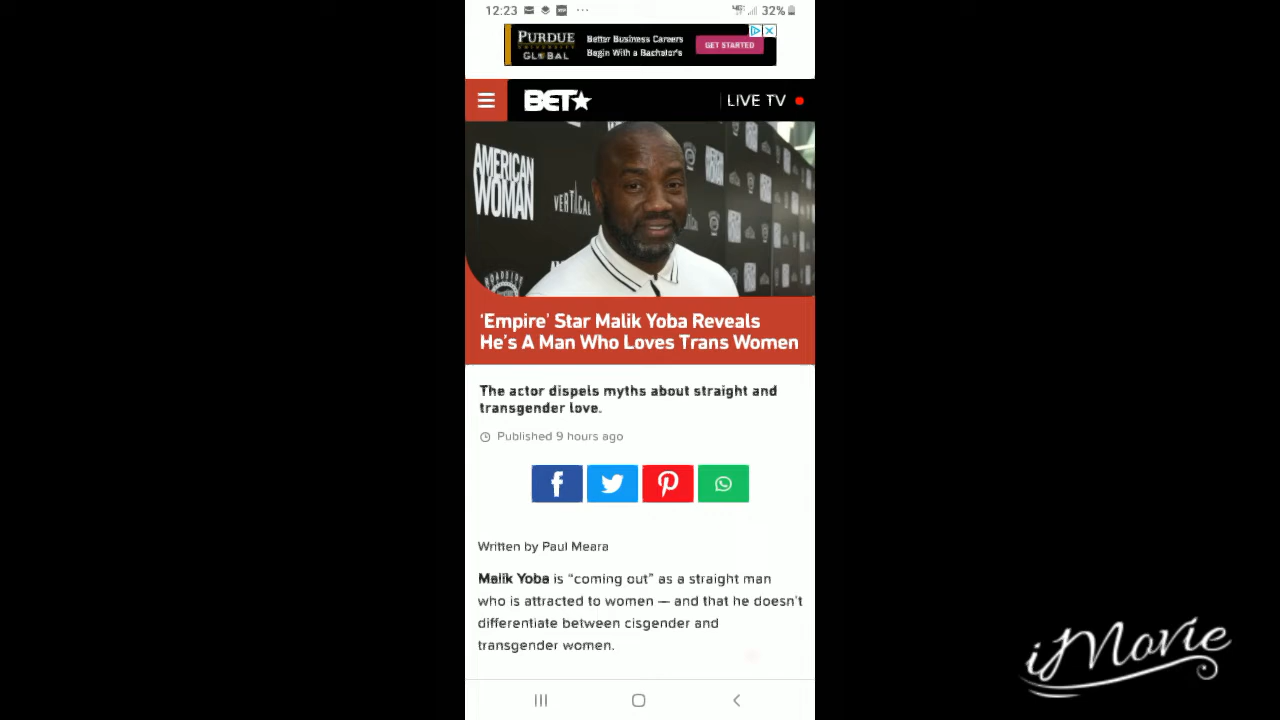 12:23
32%
PURDUE
GLOBAL
Better Business Careers
Begin With a Bachelor's
GET STARTED
BET
LIVE TV
AMERICAN
WOMAN
VERTICAL
'Empire' Star Malik Yoba Reveals
He's A Man Who Loves Trans Women
The actor dispels myths about straight and
transgender love.
Published 9 hours ago
Written by Paul Meara
Malik Yoba is “coming out” as a straight man
who is attracted to women — and that he doesn't
differentiate between cisgender and
transgender women.
iMovie